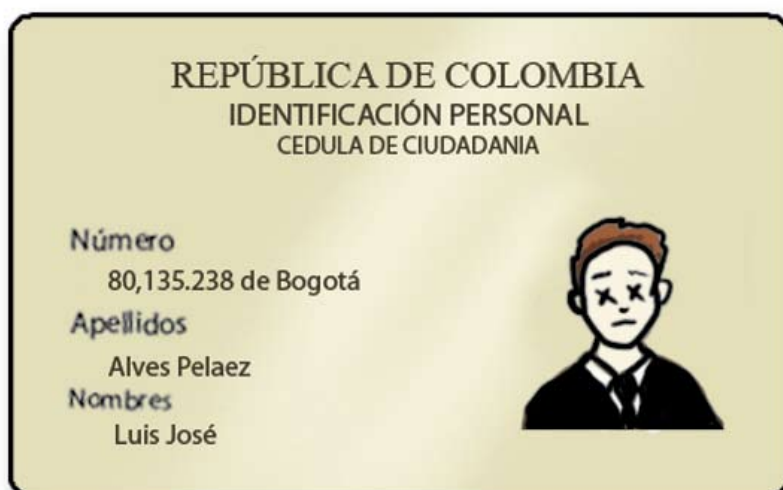 REPÚBLICA DE COLOMBIA
IDENTIFICACIÓN PERSONAL
CEDULA DE CIUDADANIA
Número
80,135.238 de Bogotá
Apellidos
Alves Pelaez
Nombres
Luis José